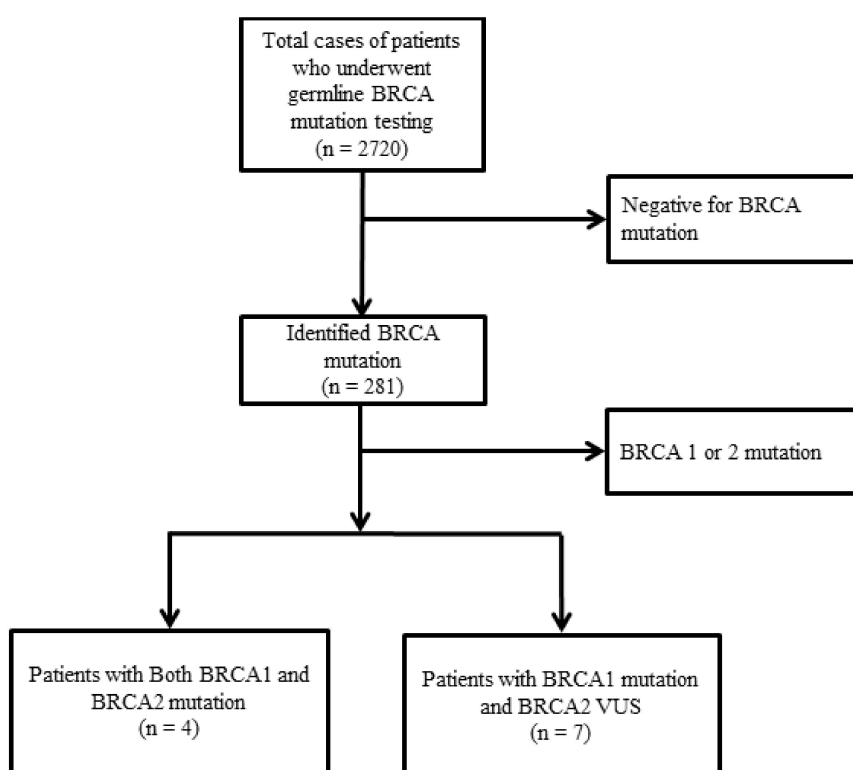 Total cases of patients
who underwent
germline BRCA
mutation testing
(n = 2720)
Negative for BRCA
mutation
Identified BRCA
mutation
(n = 281)
BRCA 1 or 2 mutation
Patients with Both BRCA1 and
BRCA2 mutation
(n = 4)
Patients with BRCA1 mutation
and BRCA2 VUS
(n = 7)